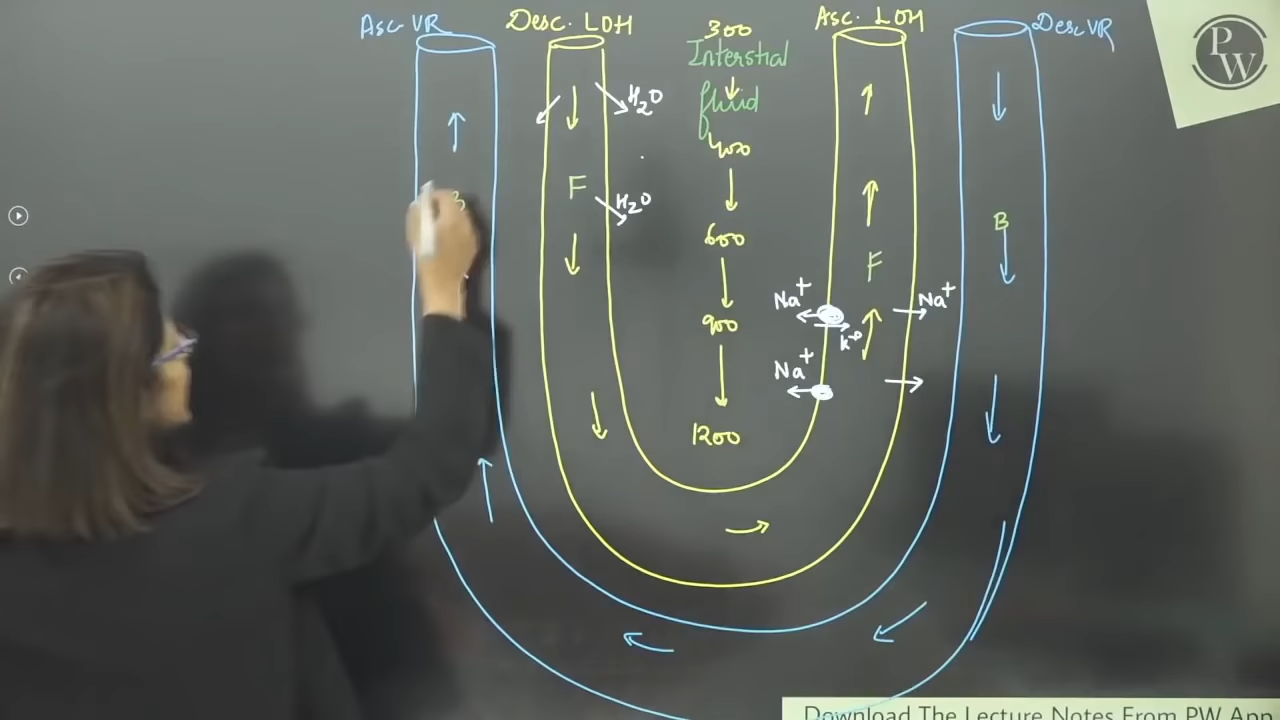 Asc VR
Desc. LOH
300
Asc. LOH
Desc VR
Interstial
fluid
H₂O
400
F
H₂O
600
B
B
F
Na⁺
Na⁺
900
K⁺
Na⁺
1200
PW
Download The Lecture Notes From PW App